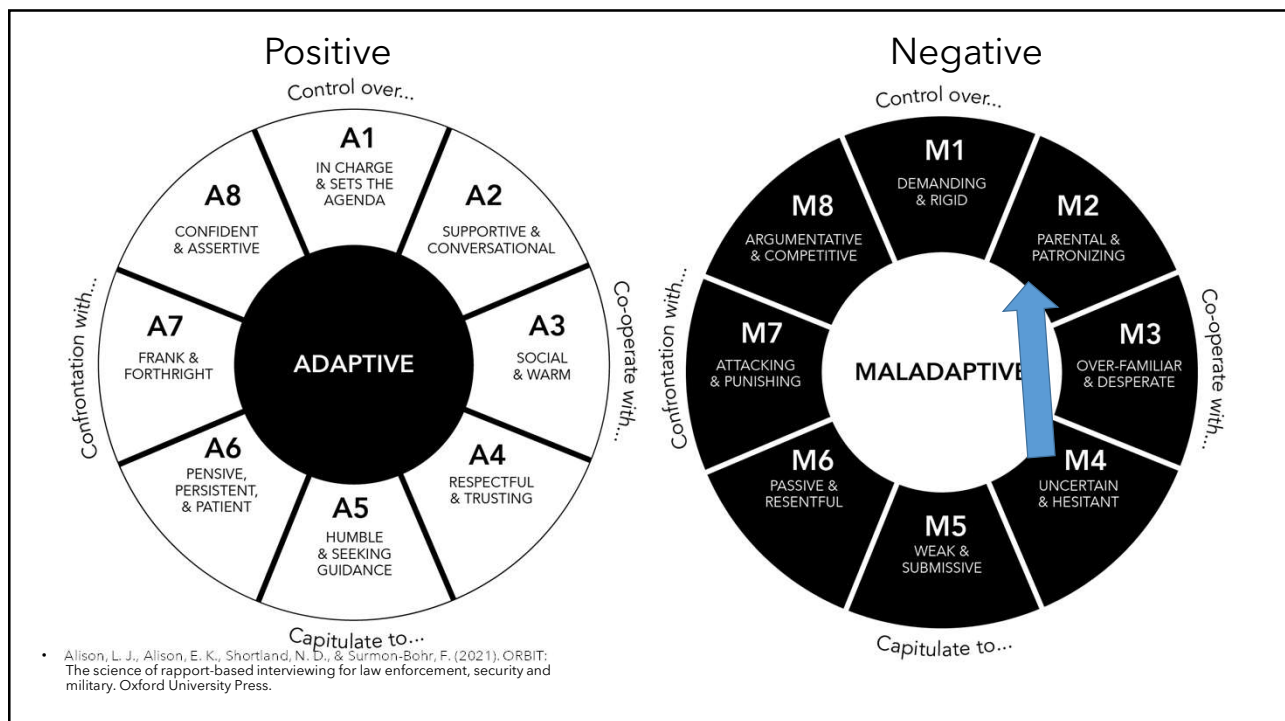 Positive
Control over...
A1
IN CHARGE
& SETS THE
AGENDA
A2
SUPPORTIVE &
CONVERSATIONAL
A3
SOCIAL
& WARM
Co-operate with...
A4
RESPECTFUL
& TRUSTING
A5
HUMBLE
& SEEKING
GUIDANCE
Capitulate to...
A6
PENSIVE,
PERSISTENT,
& PATIENT
A7
FRANK &
FORTHRIGHT
Confrontation with...
A8
CONFIDENT
& ASSERTIVE
ADAPTIVE
Negative
Control over...
M1
DEMANDING
& RIGID
M2
PARENTAL &
PATRONIZING
M3
OVER-FAMILIAR
& DESPERATE
Co-operate with...
M4
UNCERTAIN
& HESITANT
M5
WEAK &
SUBMISSIVE
Capitulate to...
M6
PASSIVE &
RESENTFUL
M7
ATTACKING
& PUNISHING
Confrontation with...
M8
ARGUMENTATIVE
& COMPETITIVE
MALADAPTIVE
• Alison, L. J., Alison, E. K., Shortland, N. D., & Surmon-Bohr, F. (2021). ORBIT:
The science of rapport-based interviewing for law enforcement, security and
military. Oxford University Press.